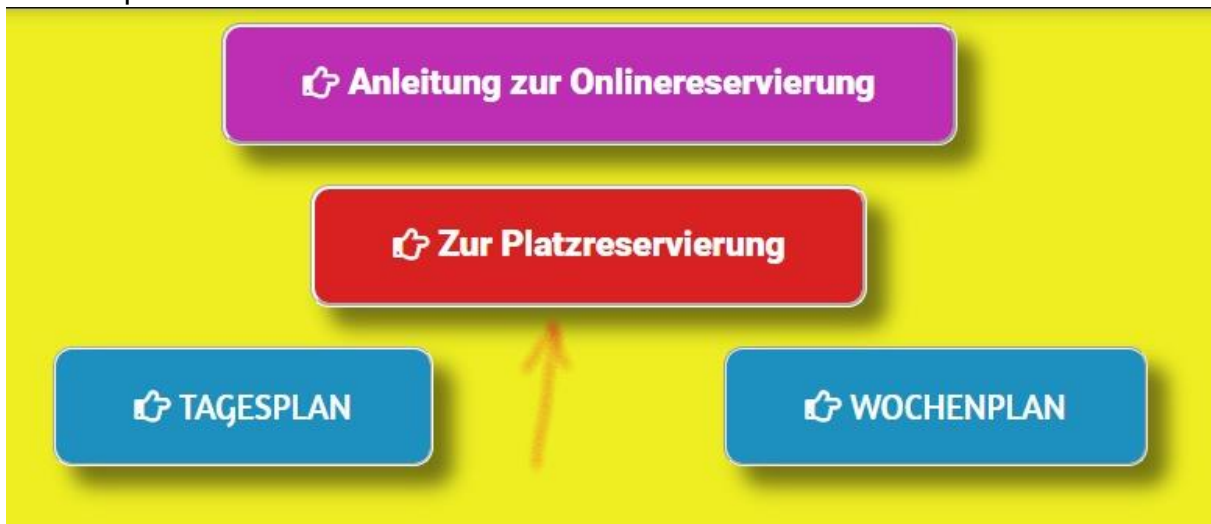 Anleitung zur Onlinereservierung
Zur Platzreservierung
TAGESPLAN
WOCHENPLAN